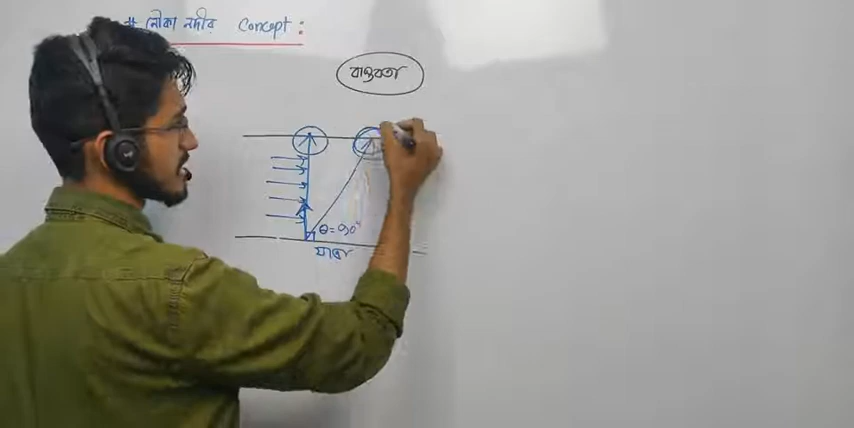 # নৌকা নদীর Concept :
বাস্তবতা
θ = 90°
যাত্রা